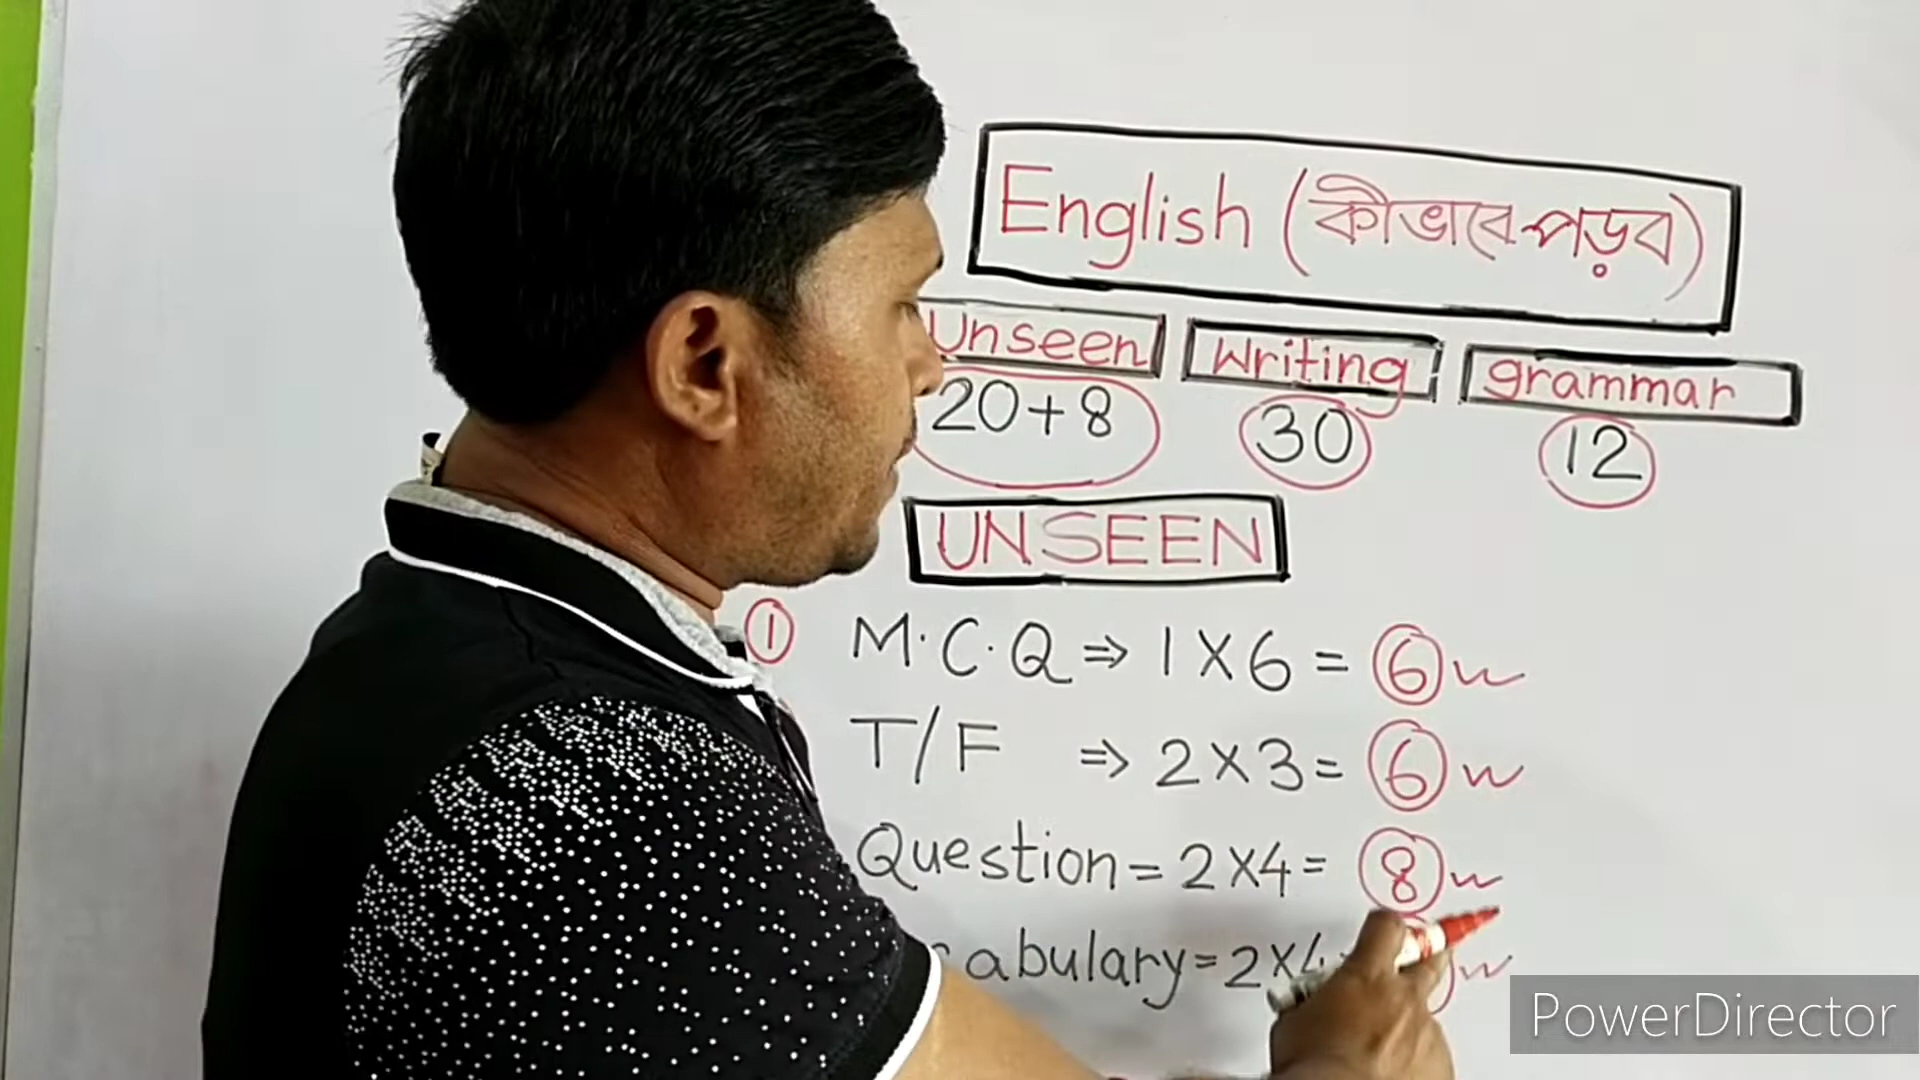 English (কীভাবে পড়ব)
Unseen Writing grammar
20+8 30 12
UNSEEN
① M.C.Q ⇒ 1×6 = 6
T/F ⇒ 2×3 = 6
Question = 2×4 = 8
= 2×4
PowerDirector